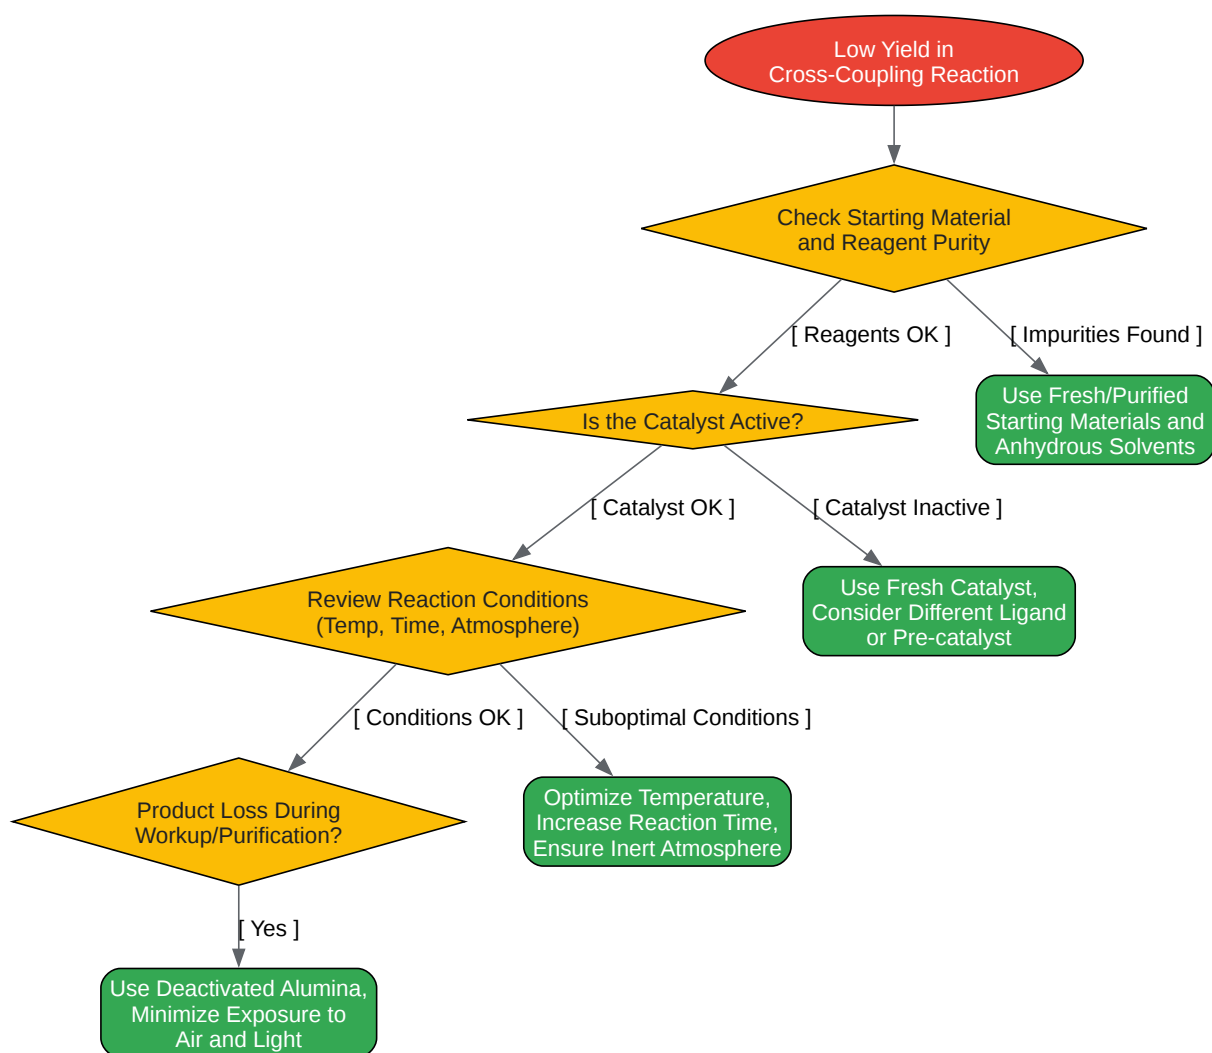 Low Yield in
Cross-Coupling Reaction
Check Starting Material
and Reagent Purity
[ Reagents OK ]
[ Impurities Found ]
Use Fresh/Purified
Starting Materials and
Anhydrous Solvents
Is the Catalyst Active?
[ Catalyst OK ]
[ Catalyst Inactive ]
Use Fresh Catalyst,
Consider Different Ligand
or Pre-catalyst
Review Reaction Conditions
(Temp, Time, Atmosphere)
[ Conditions OK ]
[ Suboptimal Conditions ]
Optimize Temperature,
Increase Reaction Time,
Ensure Inert Atmosphere
Product Loss During
Workup/Purification?
[ Yes ]
Use Deactivated Alumina,
Minimize Exposure to
Air and Light